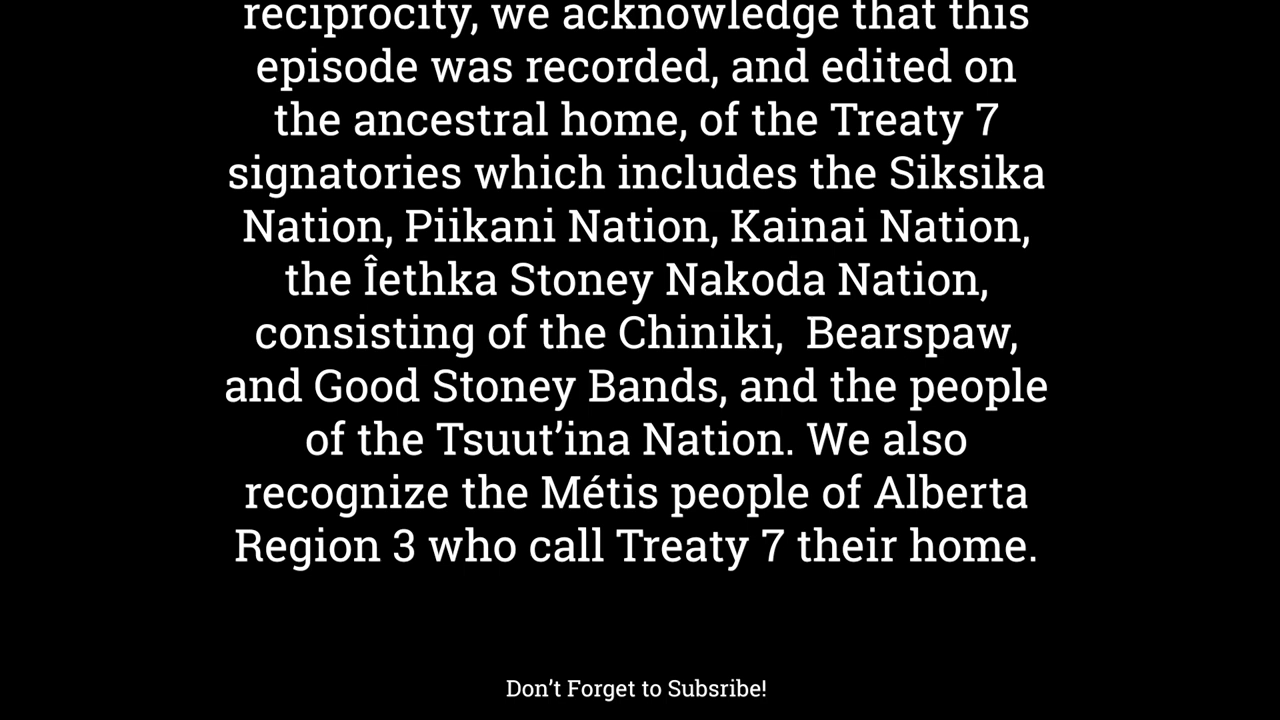 reciprocity, we acknowledge that this
episode was recorded, and edited on
the ancestral home, of the Treaty 7
signatories which includes the Siksika
Nation, Piikani Nation, Kainai Nation,
the Îethka Stoney Nakoda Nation,
consisting of the Chiniki,  Bearspaw,
and Good Stoney Bands, and the people
of the Tsuut’ina Nation. We also
recognize the Métis people of Alberta
Region 3 who call Treaty 7 their home.
Don’t Forget to Subsribe!